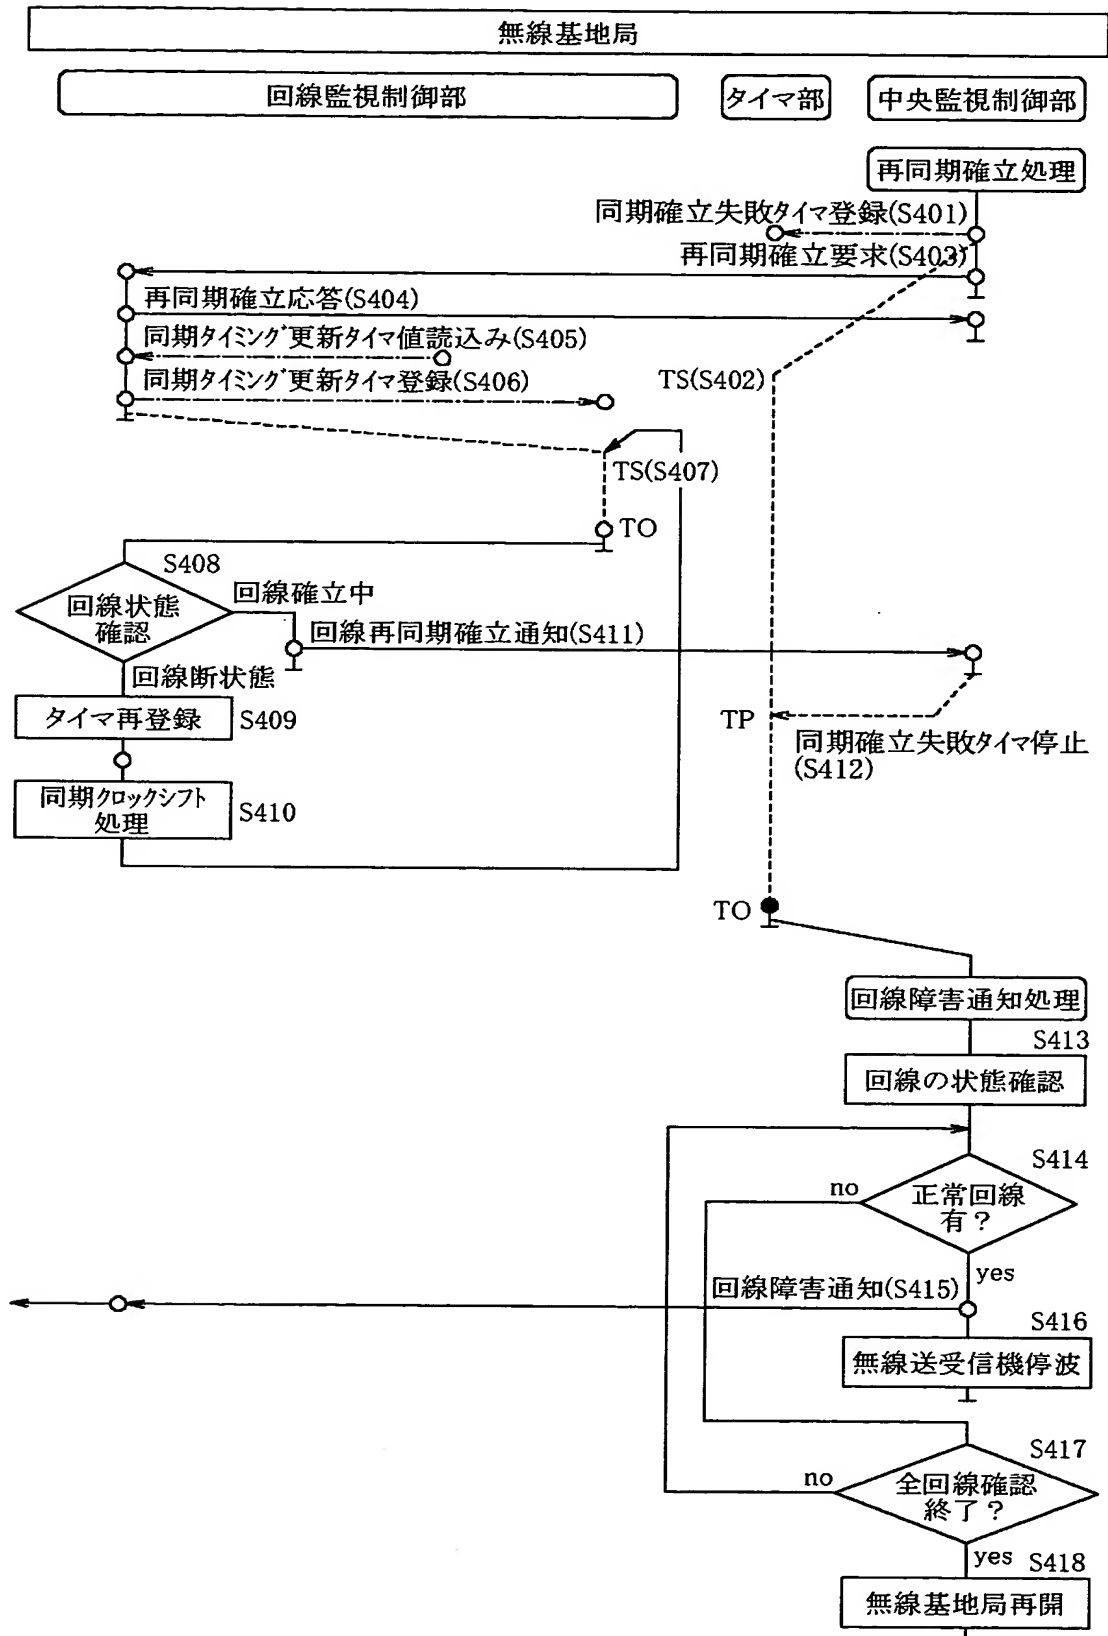 無線基地局
回線監視制御部
タイマ部
中央監視制御部
再同期確立処理
同期確立失敗タイマ登録(S401)
再同期確立要求(S403)
再同期確立応答(S404)
同期タイミング更新タイマ値読込み(S405)
同期タイミング更新タイマ登録(S406)
TS(S402)
TS(S407)
TO
S408
回線状態
確認
回線確立中
回線再同期確立通知(S411)
回線断状態
タイマ再登録
S409
TP
同期確立失敗タイマ停止
(S412)
同期クロックシフト
処理
S410
TO
回線障害通知処理
S413
回線の状態確認
S414
正常回線
有?
no
yes
回線障害通知(S415)
S416
無線送受信機停波
S417
全回線確認
終了?
no
yes
S418
無線基地局再開